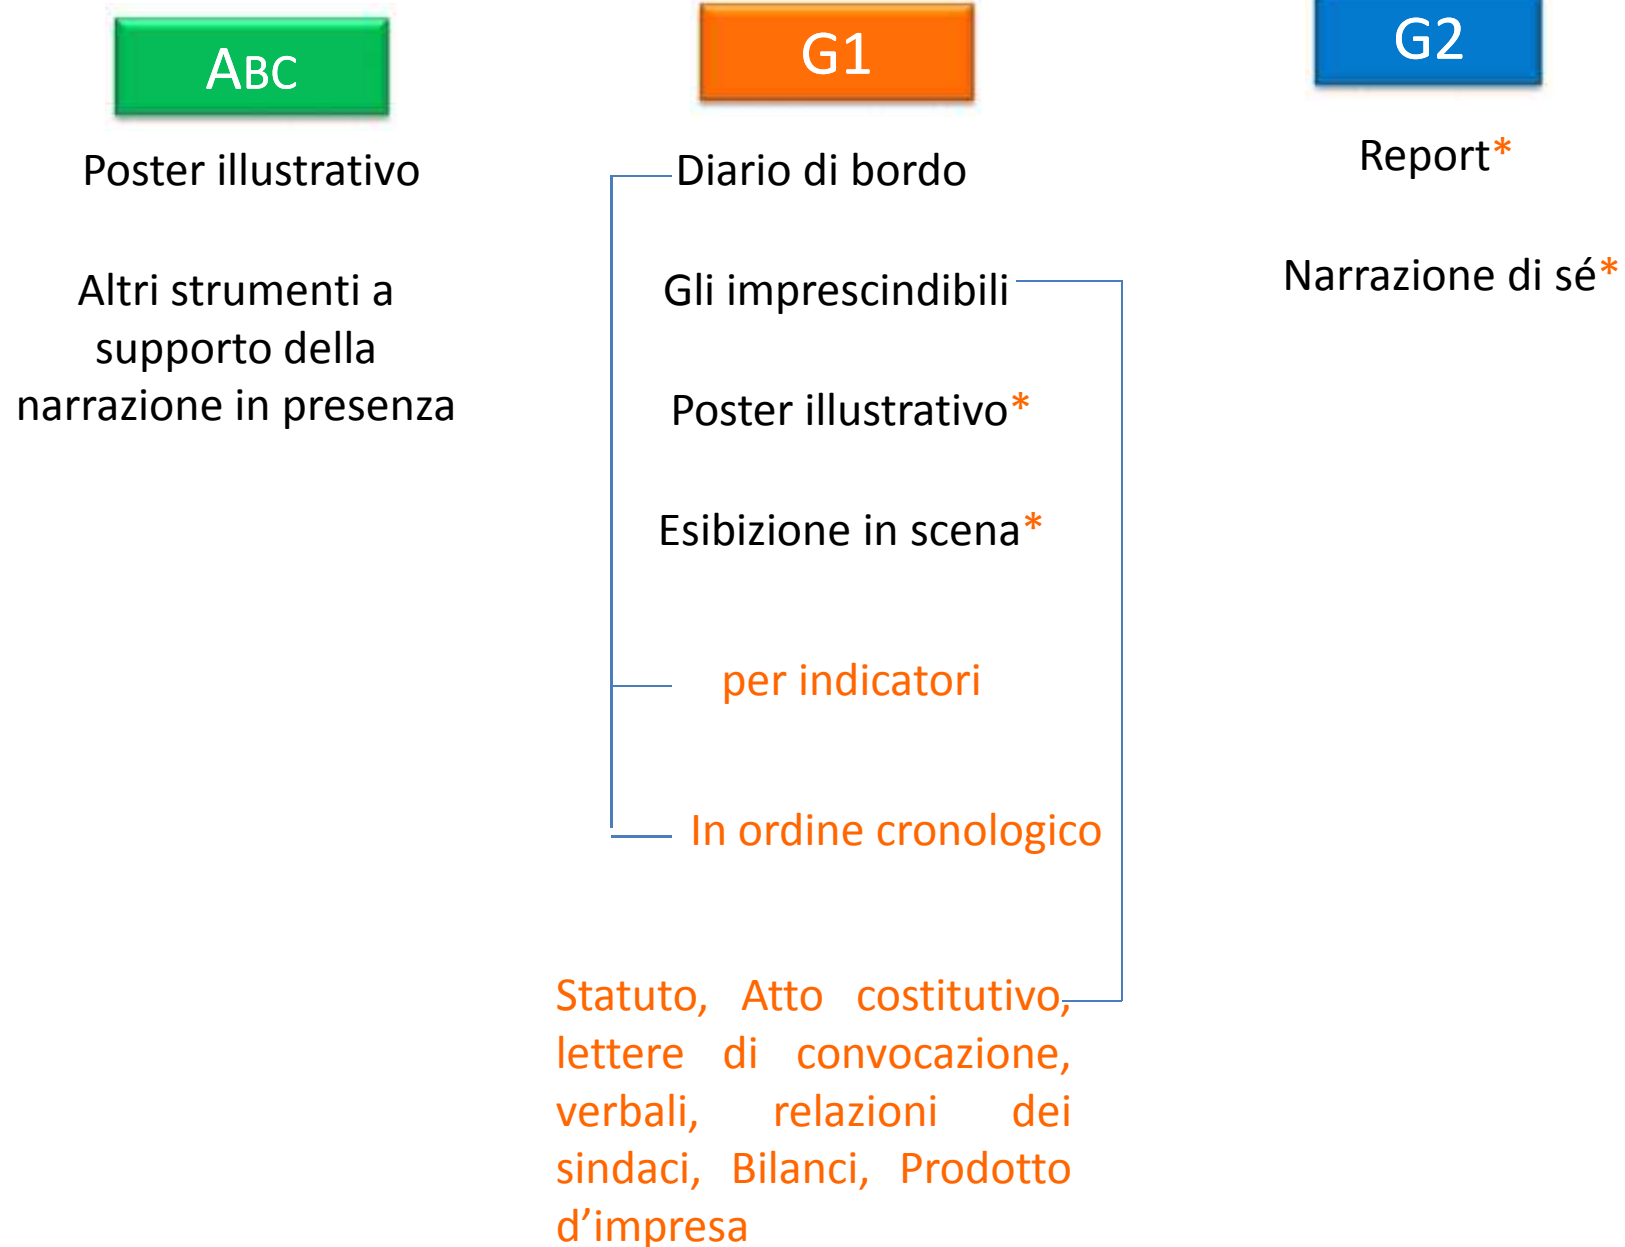 ABC
Poster illustrativo
Altri strumenti a
supporto della
narrazione in presenza
G1
Diario di bordo
Gli imprescindibili
Poster illustrativo*
Esibizione in scena*
per indicatori
In ordine cronologico
Statuto, Atto costitutivo,
lettere di convocazione,
verbali, relazioni dei
sindaci, Bilanci, Prodotto
d’impresa
G2
Report*
Narrazione di sé*